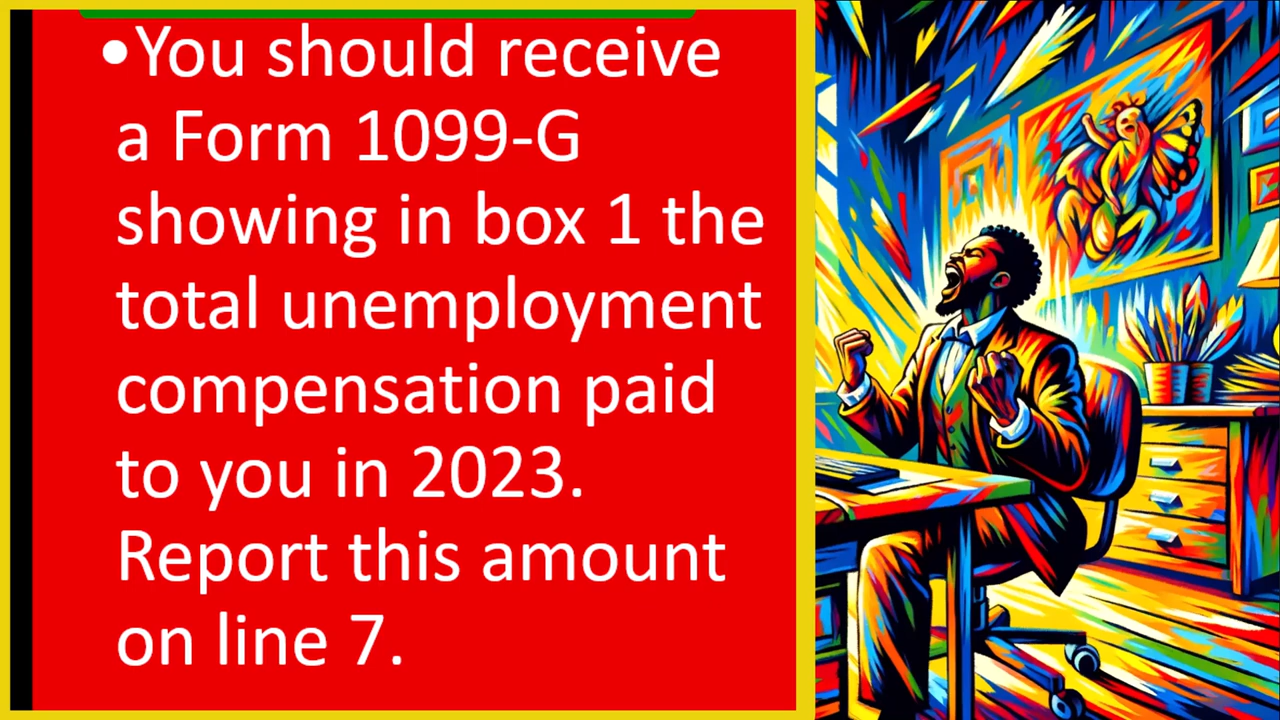 •You should receive
a Form 1099-G
showing in box 1 the
total unemployment
compensation paid
to you in 2023.
Report this amount
on line 7.